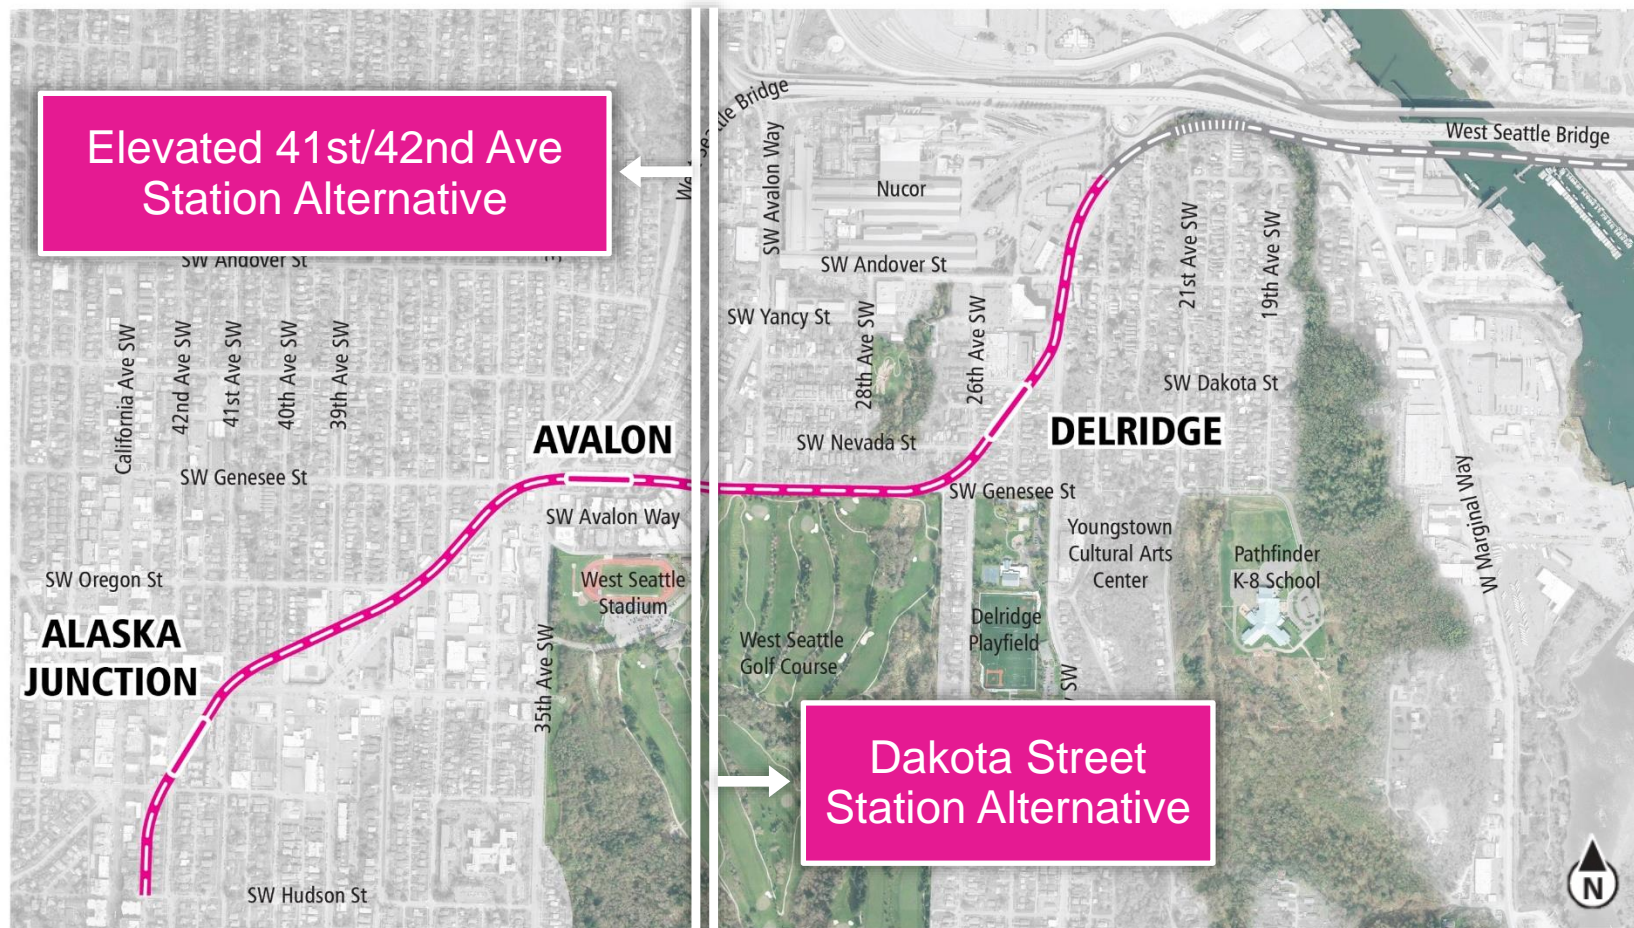 Elevated 41st/42nd Ave
Station Alternative
West Seattle Bridge
SW Avalon Way
Nucor
West Seattle Bridge
SW Andover St
SW Andover St
21st Ave SW
19th Ave SW
SW Yancy St
28th Ave SW
26th Ave SW
California Ave SW
42nd Ave SW
41st Ave SW
40th Ave SW
39th Ave SW
SW Dakota St
AVALON
SW Nevada St
DELRIDGE
SW Genesee St
SW Genesee St
SW Avalon Way
Youngstown
Cultural Arts
Center
Pathfinder
K-8 School
W Marginal Way
SW Oregon St
West Seattle
Stadium
ALASKA
JUNCTION
35th Ave SW
West Seattle
Golf Course
Delridge
Playfield
SW
Dakota Street
Station Alternative
SW Hudson St
N